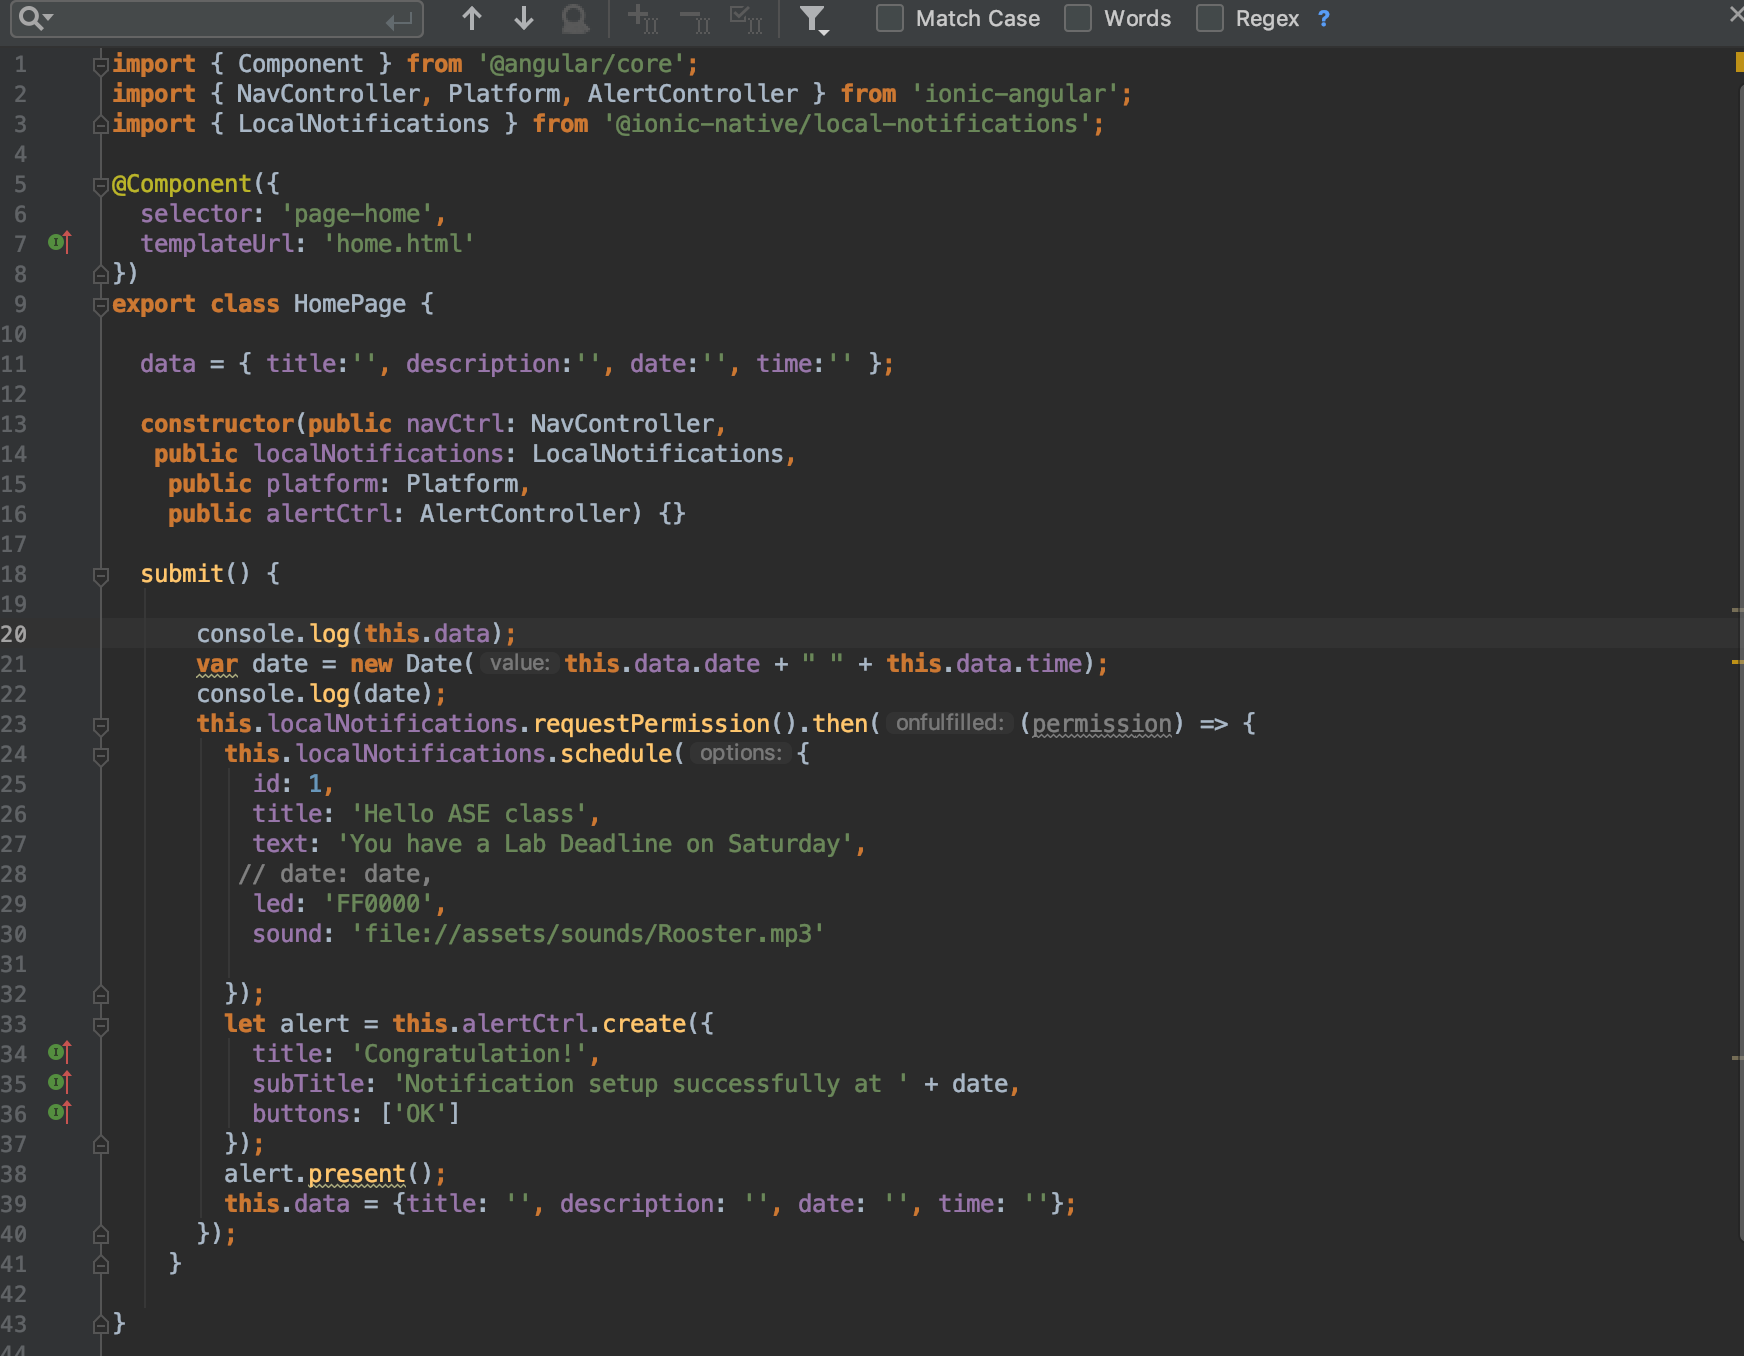 Match Case Words Regex ?
1 import { Component } from '@angular/core';
2 import { NavController, Platform, AlertController } from 'ionic-angular';
3 import { LocalNotifications } from '@ionic-native/local-notifications';
4
5 @Component({
6 selector: 'page-home',
7 templateUrl: 'home.html'
8 })
9 export class HomePage {
10
11 data = { title:'', description:'', date:'', time:'' };
12
13 constructor(public navCtrl: NavController,
14 public localNotifications: LocalNotifications,
15 public platform: Platform,
16 public alertCtrl: AlertController) {}
17
18 submit() {
19
20 console.log(this.data);
21 var date = new Date( value: this.data.date + " " + this.data.time);
22 console.log(date);
23 this.localNotifications.requestPermission().then( onfulfilled: (permission) => {
24 this.localNotifications.schedule( options: {
25 id: 1,
26 title: 'Hello ASE class',
27 text: 'You have a Lab Deadline on Saturday',
28 // date: date,
29 led: 'FF0000',
30 sound: 'file://assets/sounds/Rooster.mp3'
31
32 });
33 let alert = this.alertCtrl.create({
34 title: 'Congratulation!',
35 subTitle: 'Notification setup successfully at ' + date,
36 buttons: ['OK']
37 });
38 alert.present();
39 this.data = {title: '', description: '', date: '', time: ''};
40 });
41 }
42
43 }
44